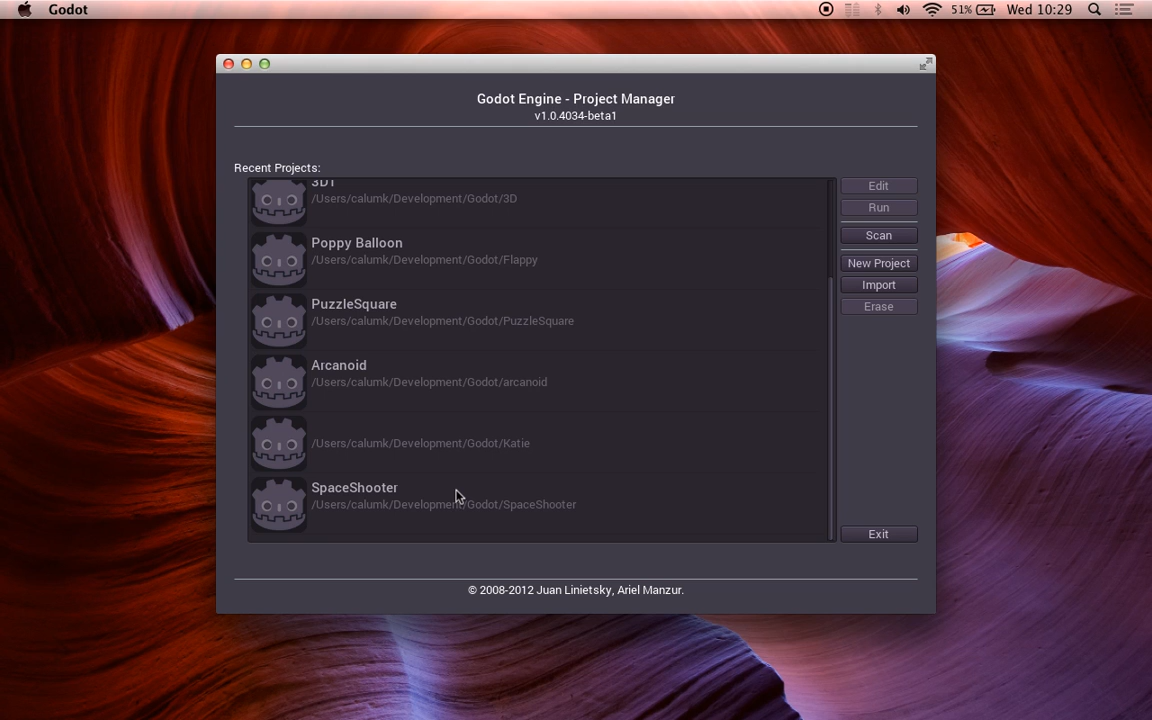 Godot
51%
Wed 10:29
Godot Engine - Project Manager
v1.0.4034-beta1
Recent Projects:
3D1
/Users/calumk/Development/Godot/3D
Poppy Balloon
/Users/calumk/Development/Godot/Flappy
PuzzleSquare
/Users/calumk/Development/Godot/PuzzleSquare
Arcanoid
/Users/calumk/Development/Godot/arcanoid
/Users/calumk/Development/Godot/Katie
SpaceShooter
/Users/calumk/Development/Godot/SpaceShooter
Edit
Run
Scan
New Project
Import
Erase
Exit
© 2008-2012 Juan Linietsky, Ariel Manzur.